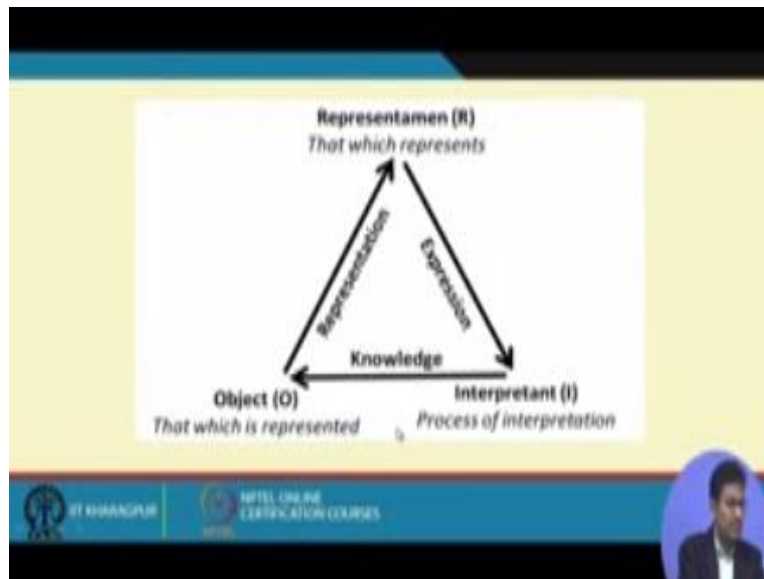 Representamen (R)
That which represents
Representation
Expression
Knowledge
Object (O)
That which is represented
Interpretant (I)
Process of interpretation
IIT KHARAGPUR
NPTEL ONLINE
CERTIFICATION COURSES
NPTEL